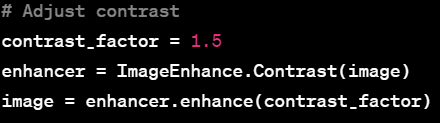 # Adjust contrast
contrast_factor = 1.5
enhancer = ImageEnhance.Contrast(image)
image = enhancer.enhance(contrast_factor)